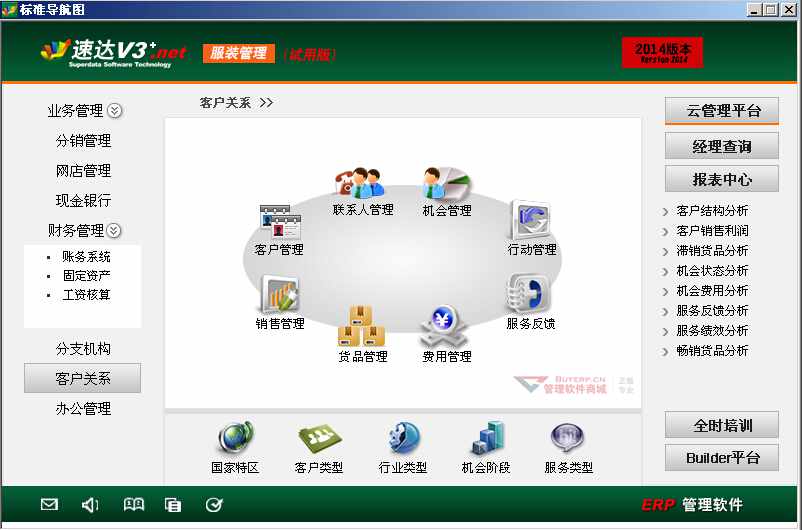 标准导航图
速达V3+.net
Superdata Software Technology
服装管理
(试用版)
2014版本
Version 2014
业务管理
分销管理
网店管理
现金银行
财务管理
账务系统
固定资产
工资核算
分支机构
客户关系
办公管理
客户关系 >>
联系人管理
机会管理
客户管理
行动管理
销售管理
服务反馈
货品管理
费用管理
BUYERP.CN
管理软件商城
正版
专业
国家特区
客户类型
行业类型
机会阶段
服务类型
云管理平台
经理查询
报表中心
客户结构分析
客户销售利润
滞销货品分析
机会状态分析
机会费用分析
服务反馈分析
服务绩效分析
畅销货品分析
全时培训
Builder平台
ERP 管理软件